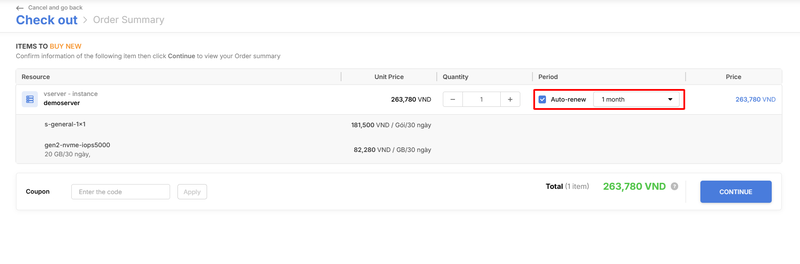 ← Cancel and go back
Check out > Order Summary
ITEMS TO BUY NEW
Confirm information of the following item then click Continue to view your Order summary
Resource Unit Price Quantity Period Price
vserver - instance
demoserver 263,780 VND − 1 + Auto-renew 1 month 263,780 VND
s-general-1x1 181,500 VND / Gói/30 ngày
gen2-nvme-iops5000 82,280 VND / GB/30 ngày
20 GB/30 ngày,
Coupon Enter the code Apply Total (1 item) 263,780 VND ? CONTINUE